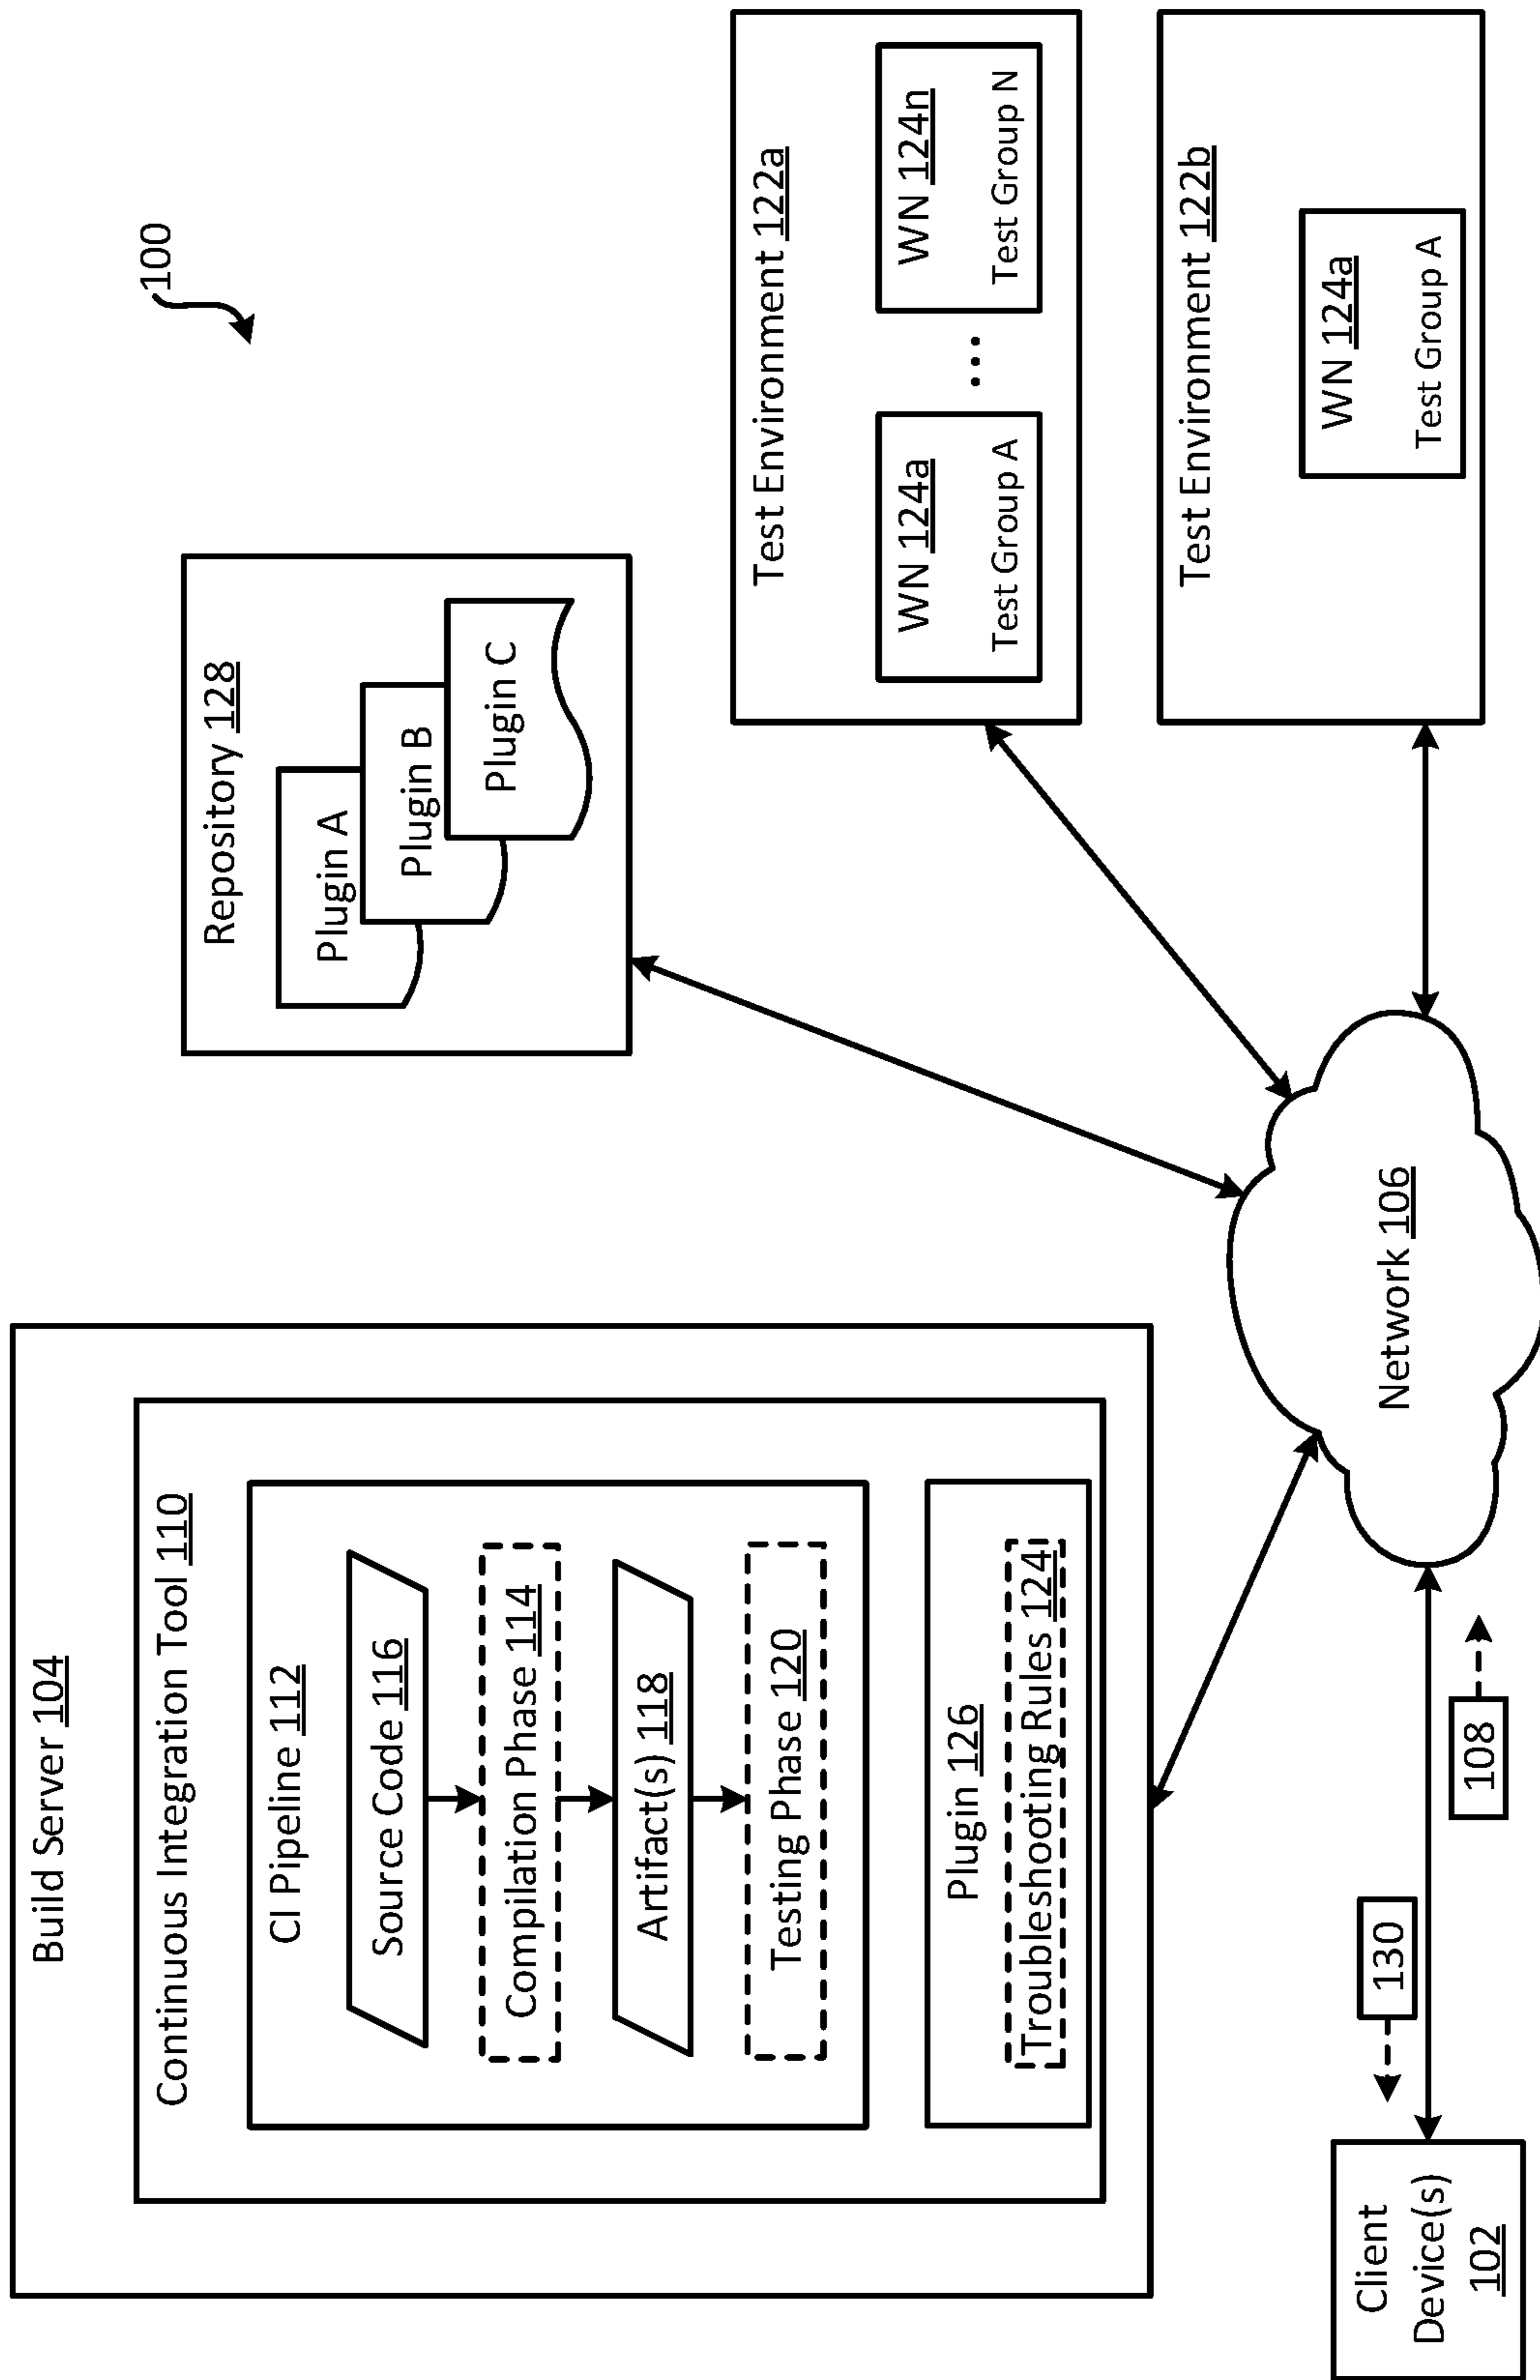 100
Build Server 104
Continuous Integration Tool 110
CI Pipeline 112
Source Code 116
Compilation Phase 114
Artifact(s) 118
Testing Phase 120
Plugin 126
Troubleshooting Rules 124
Repository 128
Plugin A
Plugin B
Plugin C
Test Environment 122a
WN 124a
Test Group A
...
WN 124n
Test Group N
Test Environment 122b
WN 124a
Test Group A
Client
Device(s)
102
130
108
Network 106